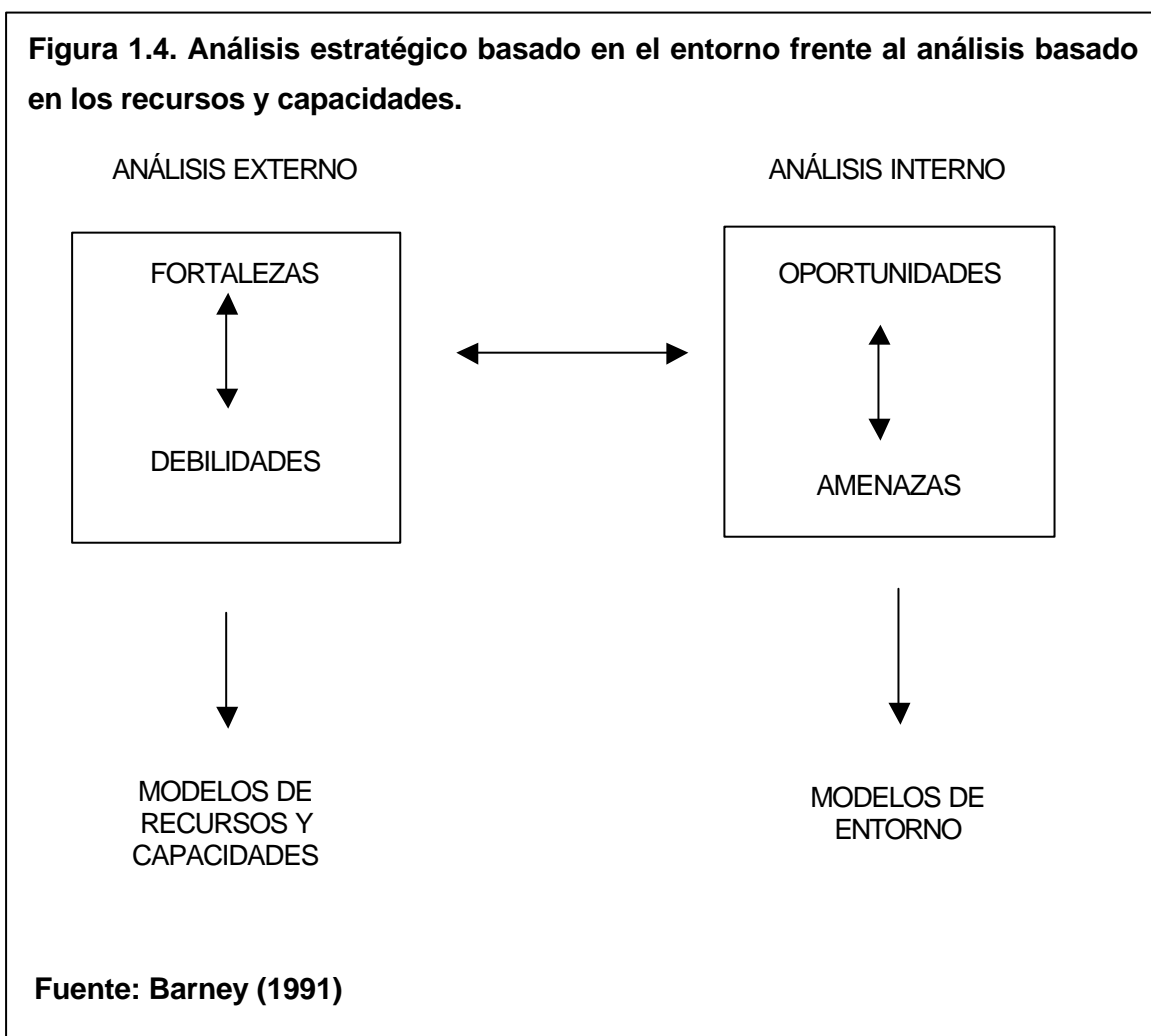 Figura 1.4. Análisis estratégico basado en el entorno frente al análisis basado
en los recursos y capacidades.
ANÁLISIS EXTERNO
ANÁLISIS INTERNO
FORTALEZAS
OPORTUNIDADES
DEBILIDADES
AMENAZAS
MODELOS DE
RECURSOS Y
CAPACIDADES
MODELOS DE
ENTORNO
Fuente: Barney (1991)